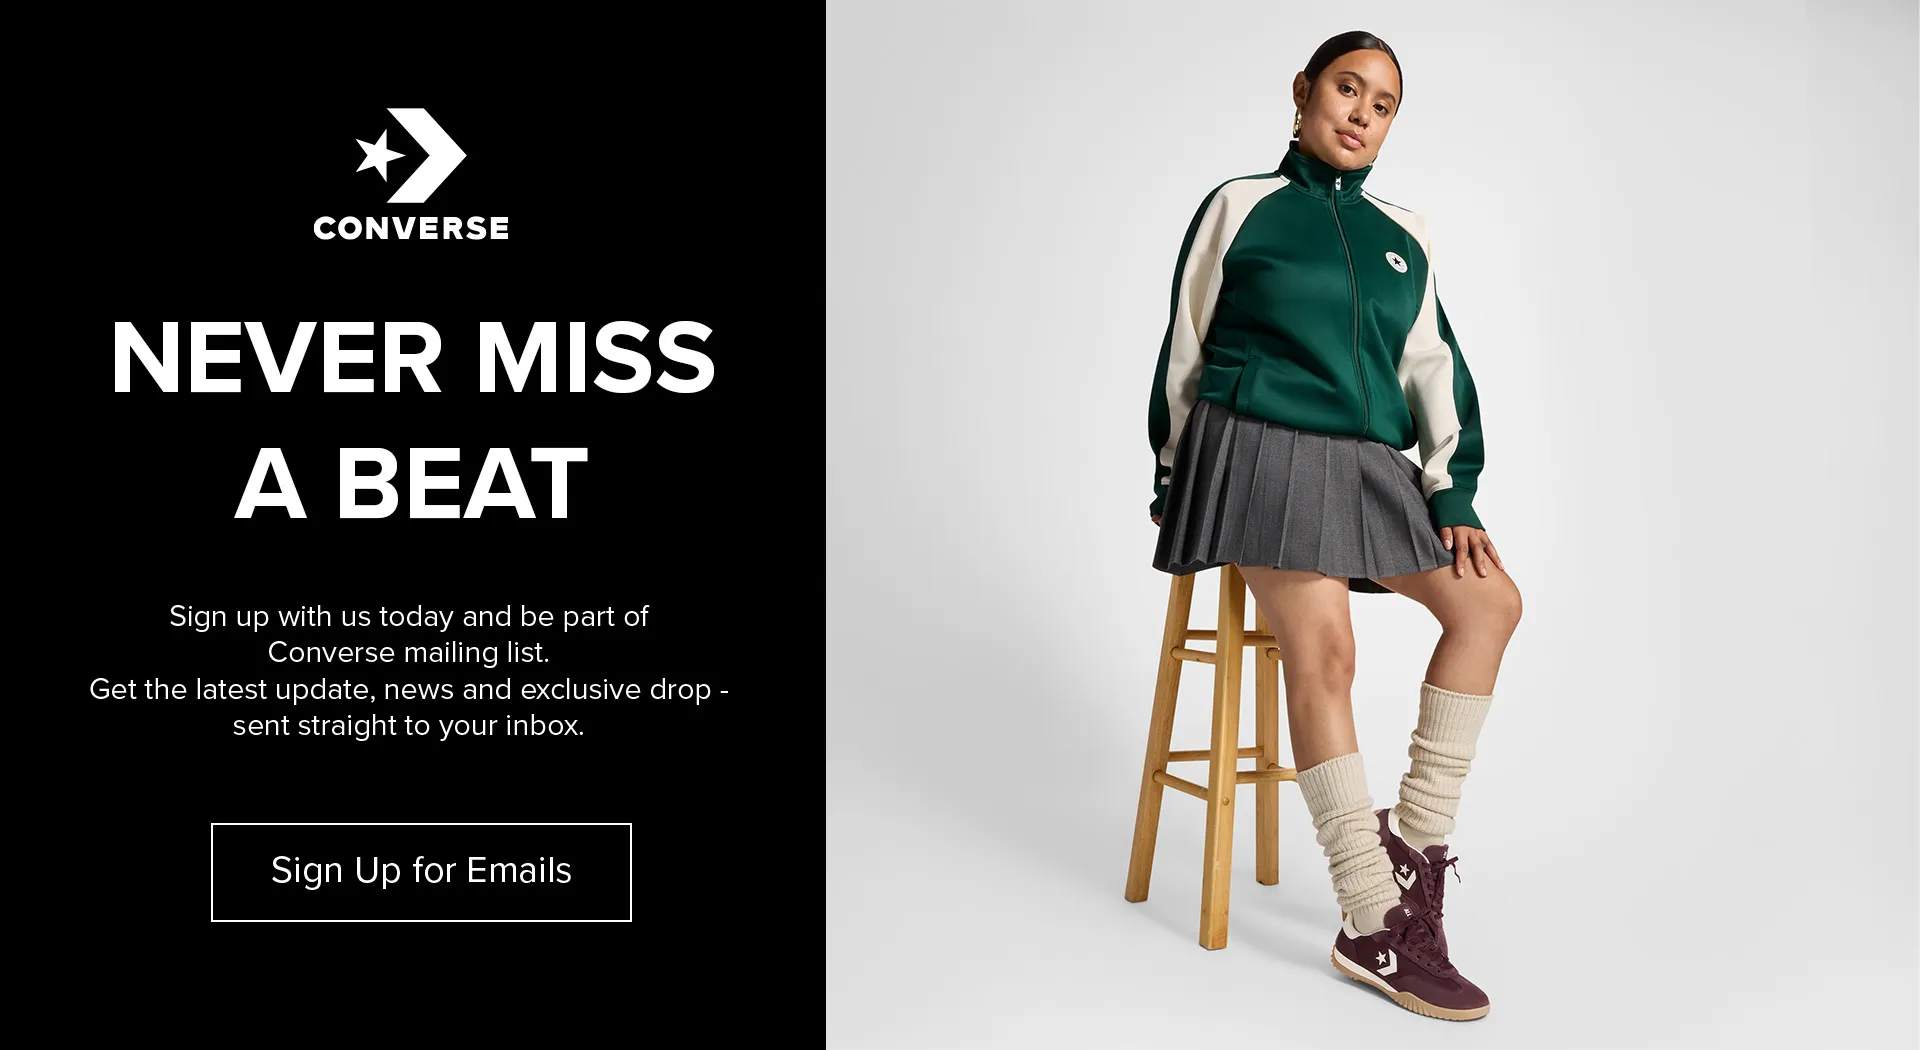 CONVERSE
NEVER MISS
A BEAT
Sign up with us today and be part of
Converse mailing list.
Get the latest update, news and exclusive drop -
sent straight to your inbox.
Sign Up for Emails